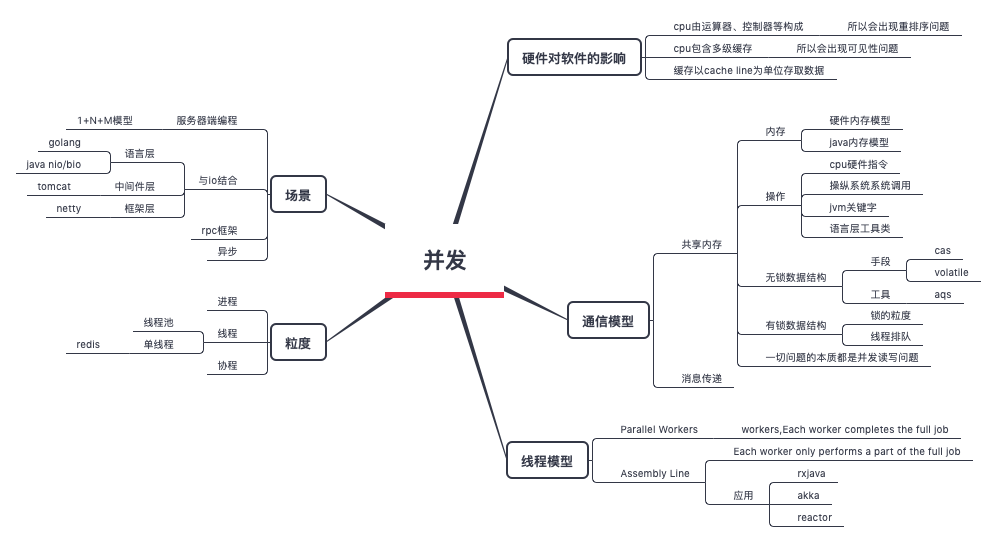 并发
硬件对软件的影响
cpu由运算器、控制器等构成
所以会出现重排序问题
cpu包含多级缓存
所以会出现可见性问题
缓存以cache line为单位存取数据
通信模型
共享内存
内存
硬件内存模型
java内存模型
操作
cpu硬件指令
操纵系统系统调用
jvm关键字
语言层工具类
无锁数据结构
手段
cas
volatile
工具
aqs
有锁数据结构
锁的粒度
线程排队
一切问题的本质都是并发读写问题
消息传递
线程模型
Parallel Workers
workers,Each worker completes the full job
Assembly Line
Each worker only performs a part of the full job
应用
rxjava
akka
reactor
场景
服务器端编程
1+N+M模型
与io结合
语言层
golang
java nio/bio
中间件层
tomcat
框架层
netty
rpc框架
异步
粒度
进程
线程
线程池
单线程
redis
协程